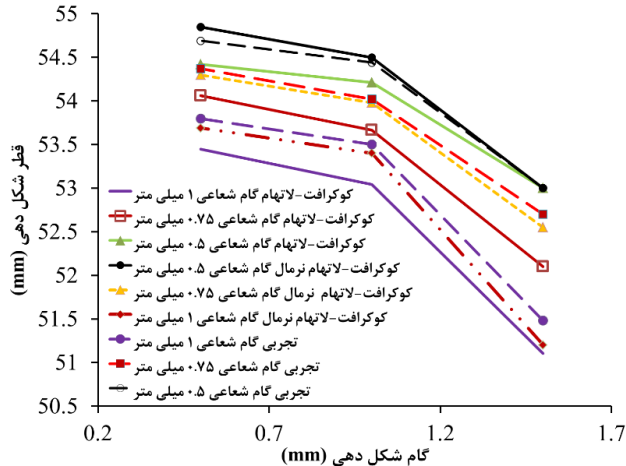 55
54.5
54
53.5
53
52.5
52
51.5
51
50.5
قطر شکل دهی (mm)
کوکرافت-لاتهام گام شعاعی ۱ میلی متر
کوکرافت-لاتهام گام شعاعی ۰.۷۵ میلی متر
کوکرافت-لاتهام گام شعاعی ۰.۵ میلی متر
کوکرافت-لاتهام نرمال گام شعاعی ۰.۵ میلی متر
کوکرافت-لاتهام نرمال گام شعاعی ۰.۷۵ میلی متر
کوکرافت-لاتهام نرمال گام شعاعی ۱ میلی متر
تجربی گام شعاعی ۱ میلی متر
تجربی گام شعاعی ۰.۷۵ میلی متر
تجربی گام شعاعی ۰.۵ میلی متر
0.2 0.7 1.2 1.7
گام شکل دهی (mm)